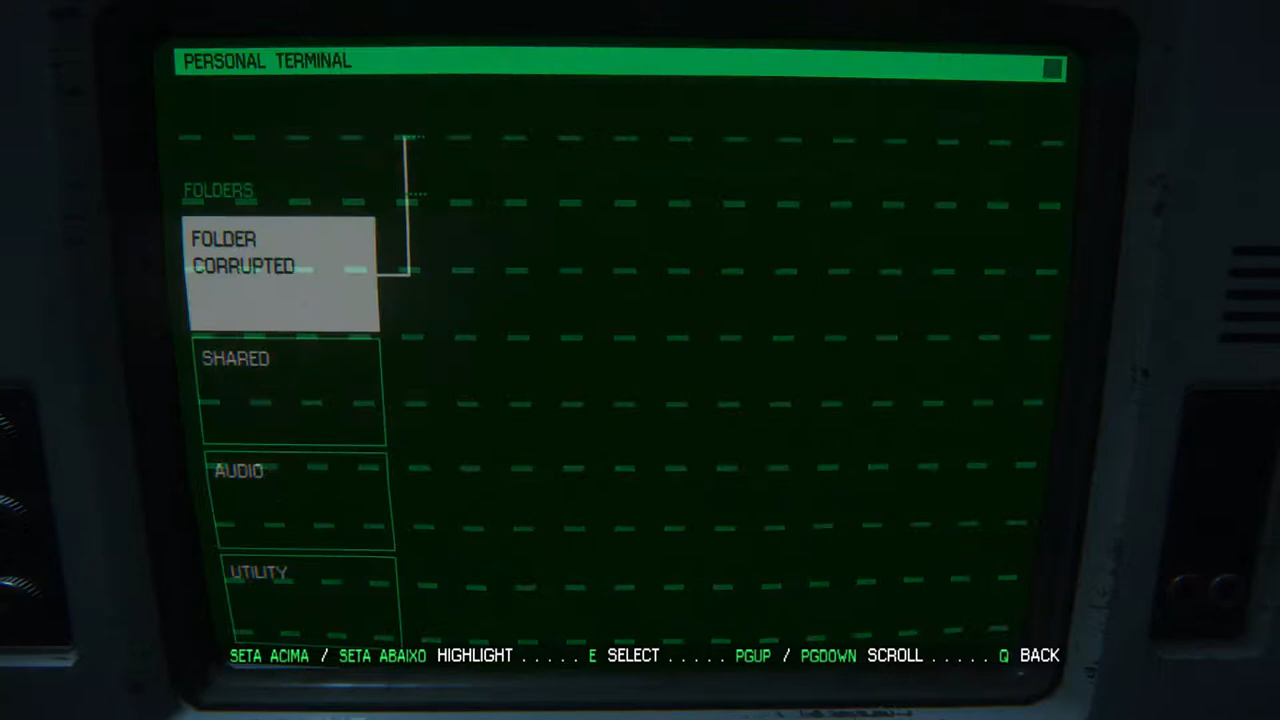 PERSONAL TERMINAL
FOLDERS
FOLDER
CORRUPTED
SHARED
AUDIO
UTILITY
SETA ACIMA / SETA ABAIXO HIGHLIGHT ..... E SELECT ..... PGUP / PGDOWN SCROLL ..... Q BACK